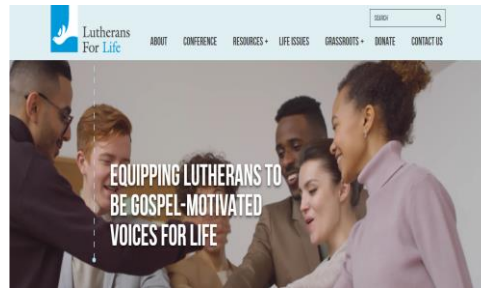 Lutherans
For Life
SEARCH
ABOUT CONFERENCE RESOURCES + LIFE ISSUES GRASSROOTS + DONATE CONTACT US
EQUIPPING LUTHERANS TO
BE GOSPEL-MOTIVATED
VOICES FOR LIFE